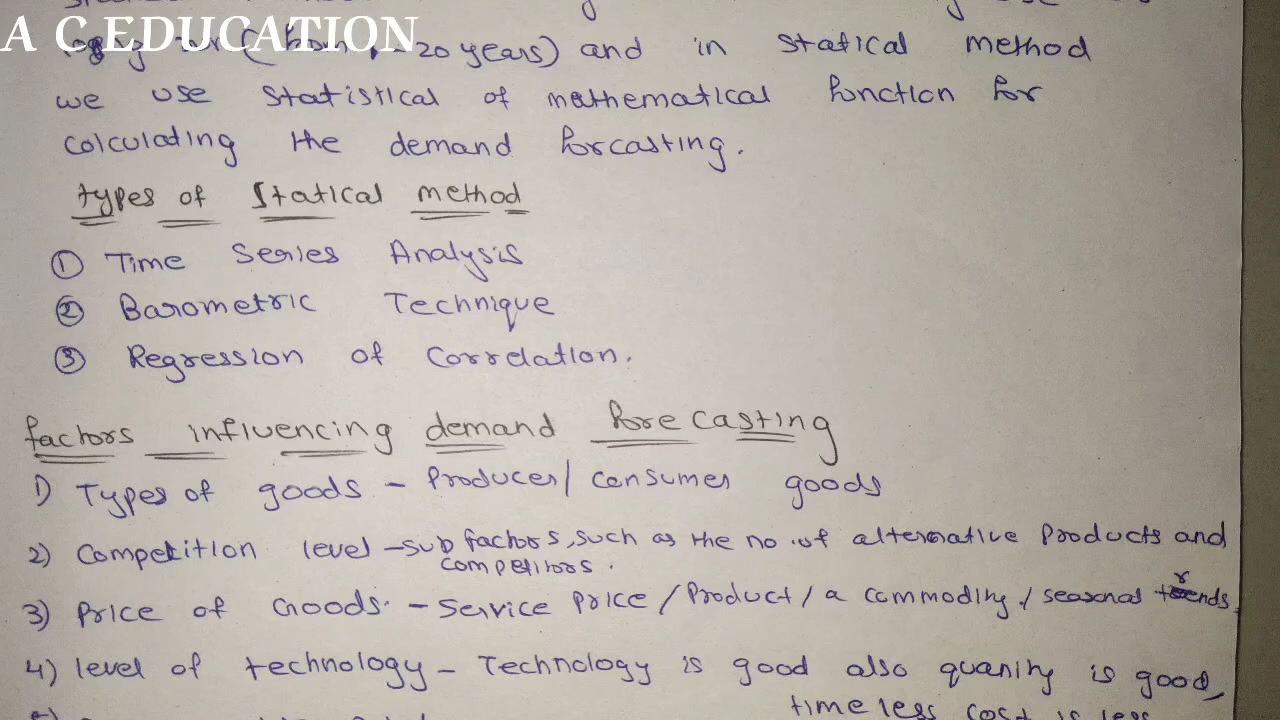 A C EDUCATION
20 years) and in statical method
we use statistical of mathematical function for
calculating the demand forcasting.
types of statical method
① Time Series Analysis
② Barometric Technique
③ Regression of Correlation.
factors influencing demand forecasting
1) Types of goods - Producer/ consumer goods
2) Competition level - sub factors, such as the no. of alternative products and
competitors.
3) Price of Goods. - Service Price / Product / a commodity / seasonal trends.
4) level of technology - Technology is good also quanity is good,
time less cost is less